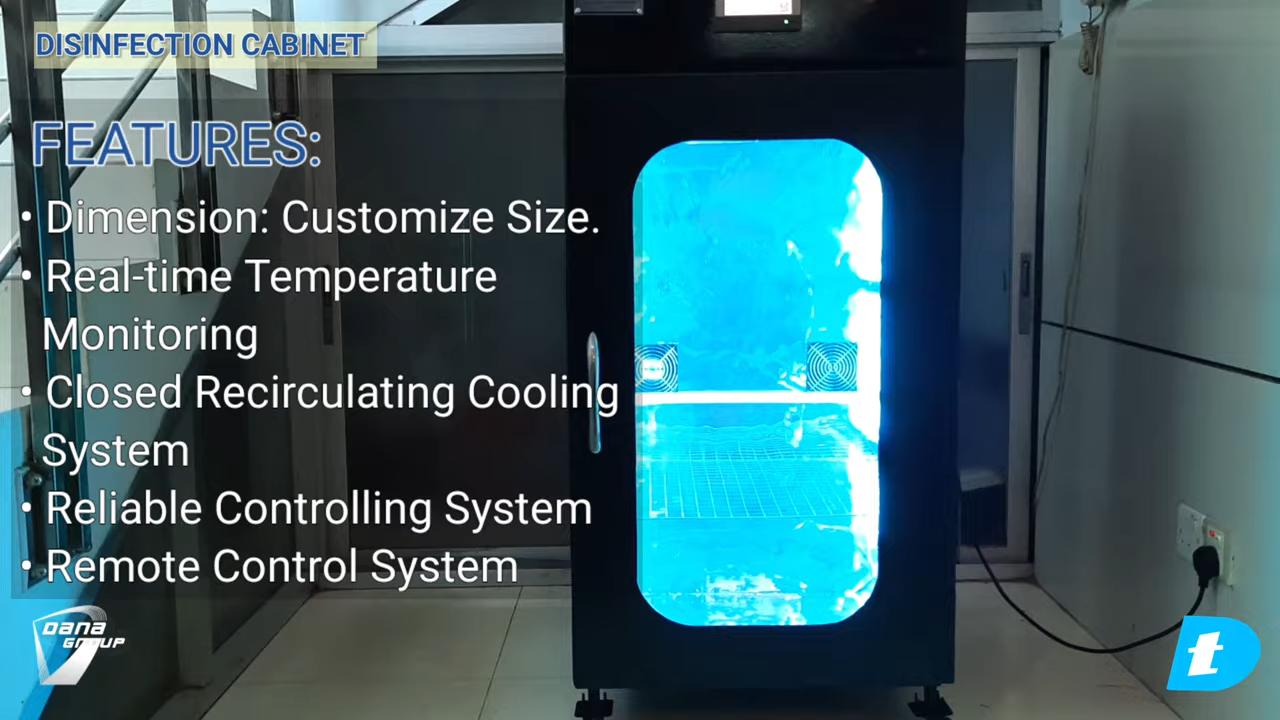 DISINFECTION CABINET
FEATURES:
• Dimension: Customize Size.
• Real-time Temperature
Monitoring
• Closed Recirculating Cooling
System
• Reliable Controlling System
• Remote Control System
DANA
GROUP
t